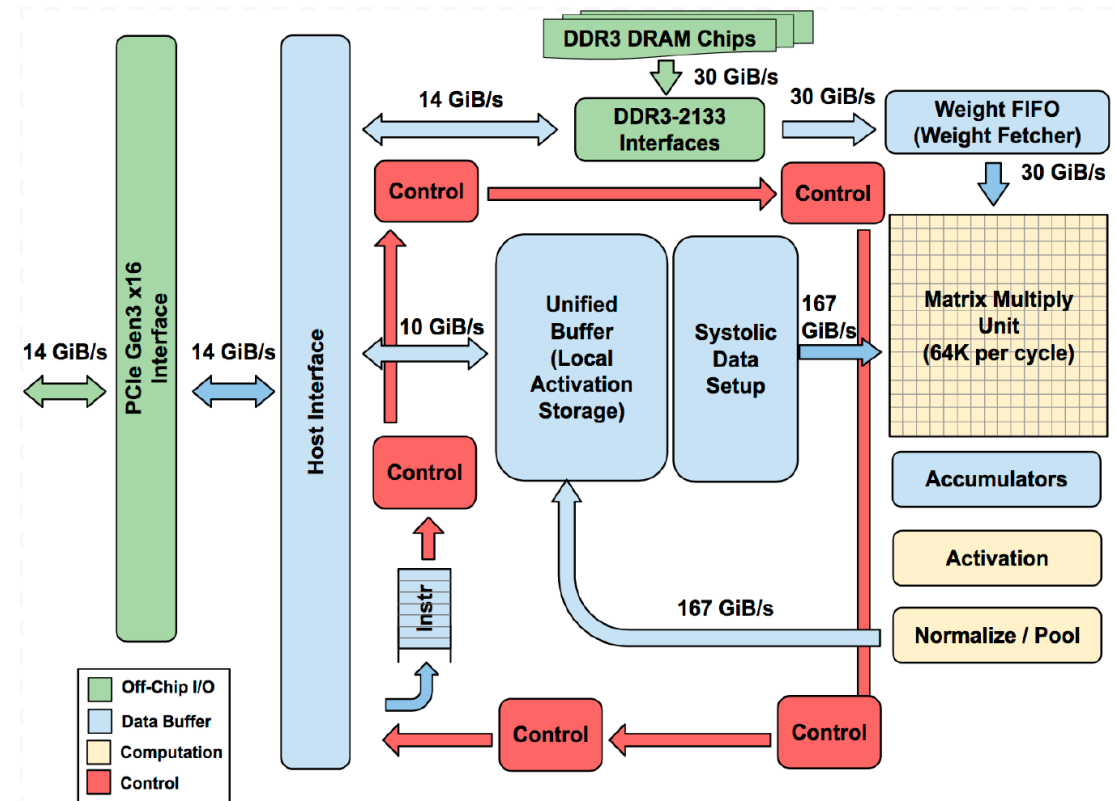 DDR3 DRAM Chips
30 GiB/s
14 GiB/s
DDR3-2133
Interfaces
30 GiB/s
Weight FIFO
(Weight Fetcher)
30 GiB/s
Control
Control
PCIe Gen3 x16
Interface
14 GiB/s
14 GiB/s
Host Interface
10 GiB/s
Unified
Buffer
(Local
Activation
Storage)
Systolic
Data
Setup
167
GiB/s
Matrix Multiply
Unit
(64K per cycle)
Control
Accumulators
Activation
Instr
167 GiB/s
Normalize / Pool
Off-Chip I/O
Data Buffer
Computation
Control
Control
Control